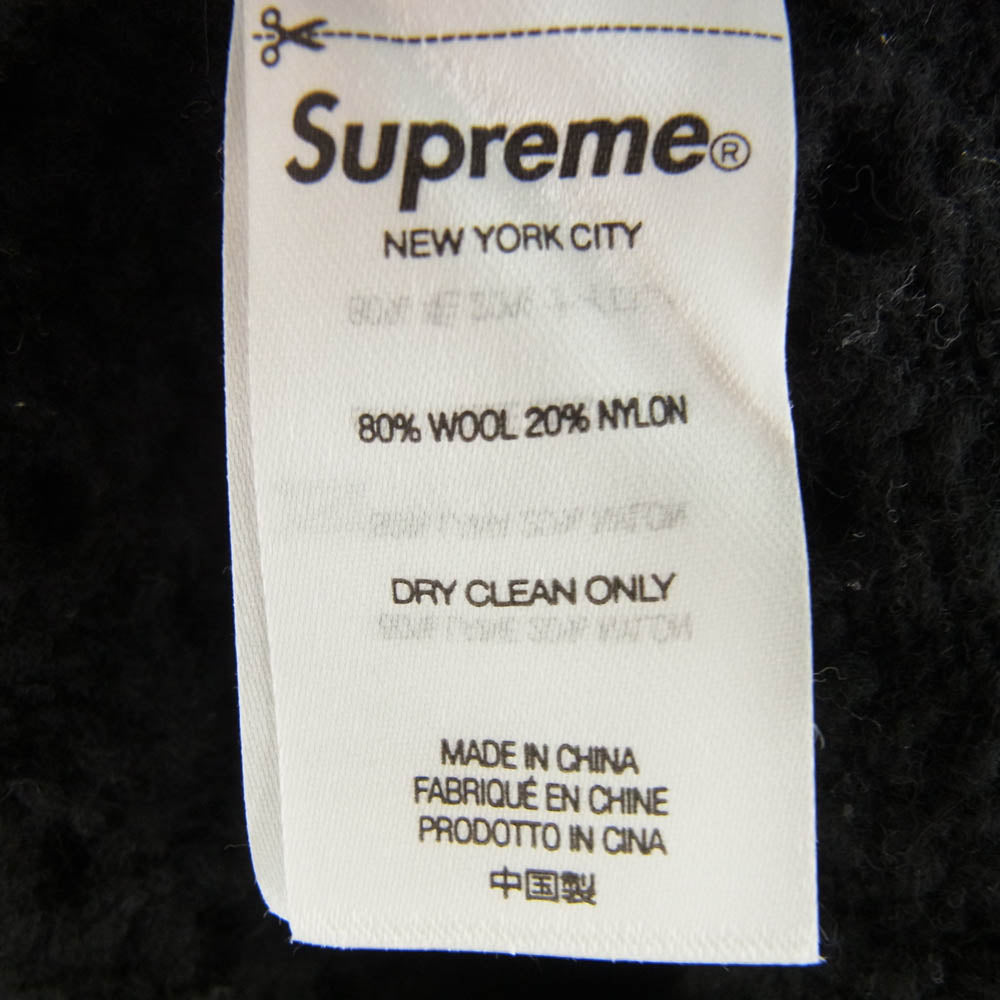 Supreme®
NEW YORK CITY
80% WOOL 20% NYLON
DRY CLEAN ONLY
MADE IN CHINA
FABRIQUÉ EN CHINE
PRODOTTO IN CINA
中国製